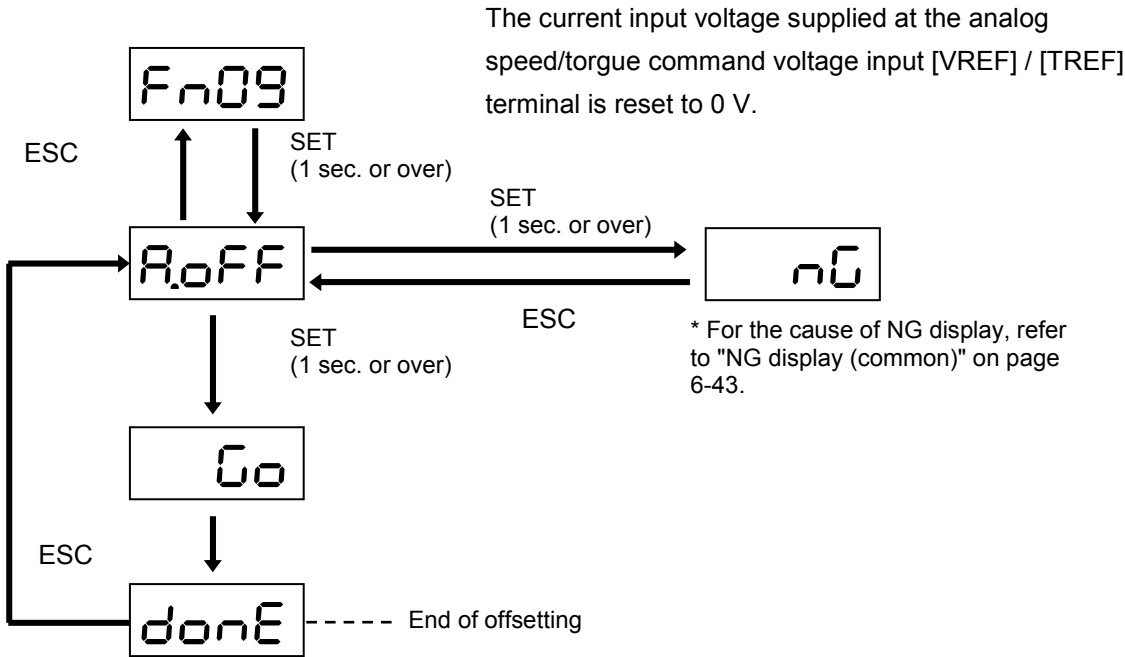 The current input voltage supplied at the analog
speed/torgue command voltage input [VREF] / [TREF]
terminal is reset to 0 V.
Fn09
ESC
SET
(1 sec. or over)
SET
(1 sec. or over)
A.oFF
nG
ESC
SET
(1 sec. or over)
* For the cause of NG display, refer
to "NG display (common)" on page
6-43.
Go
ESC
donE
End of offsetting